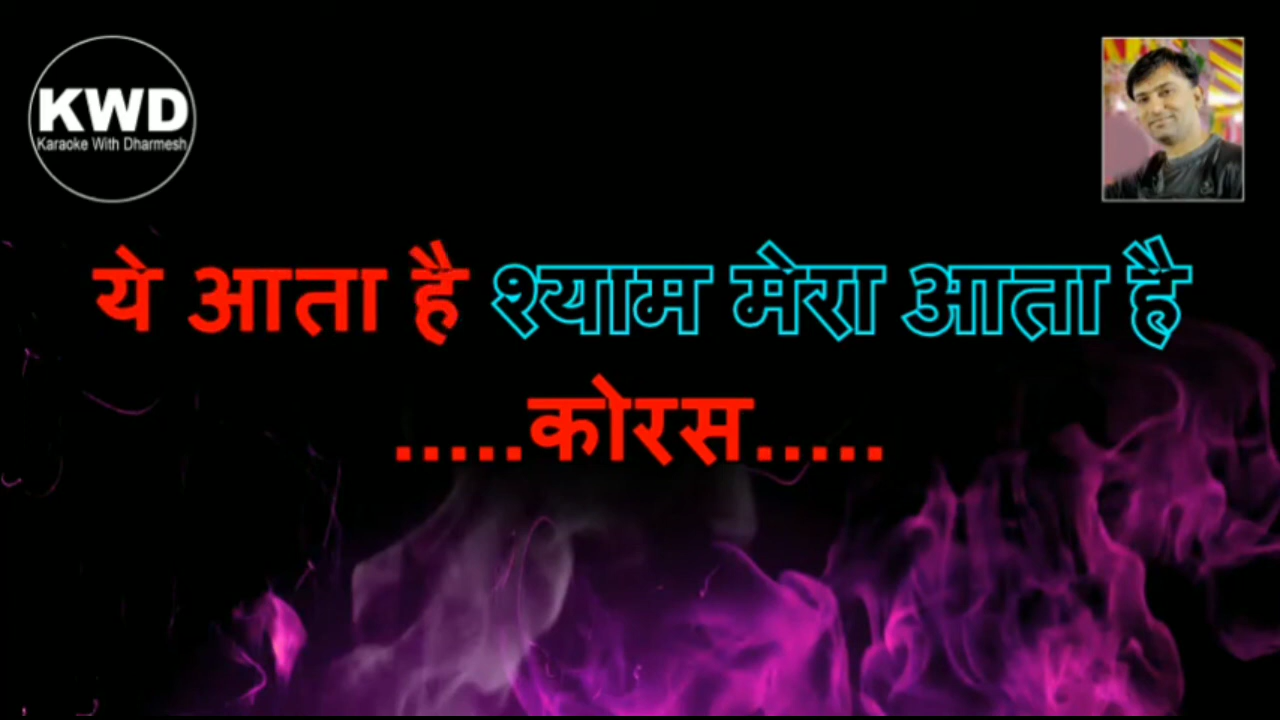 KWD
Karaoke With Dharmesh
ये आता है श्याम मेरा आता है
.....कोरस.....